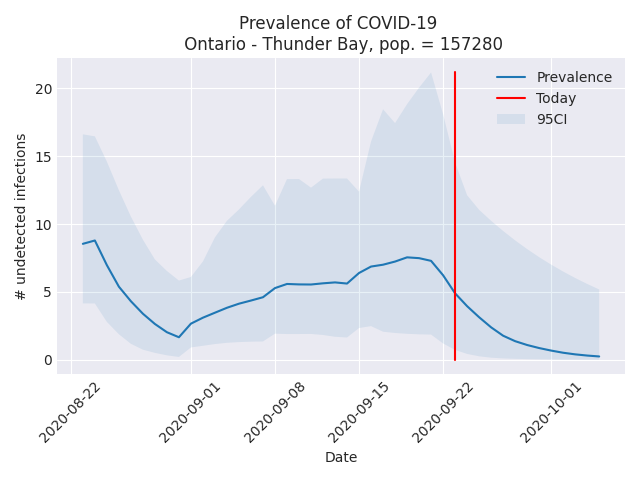 Prevalence of COVID-19
Ontario - Thunder Bay, pop. = 157280
Prevalence
Today
95CI
# undetected infections
20
15
10
5
0
2020-08-22
2020-09-01
2020-09-08
2020-09-15
2020-09-22
2020-10-01
Date